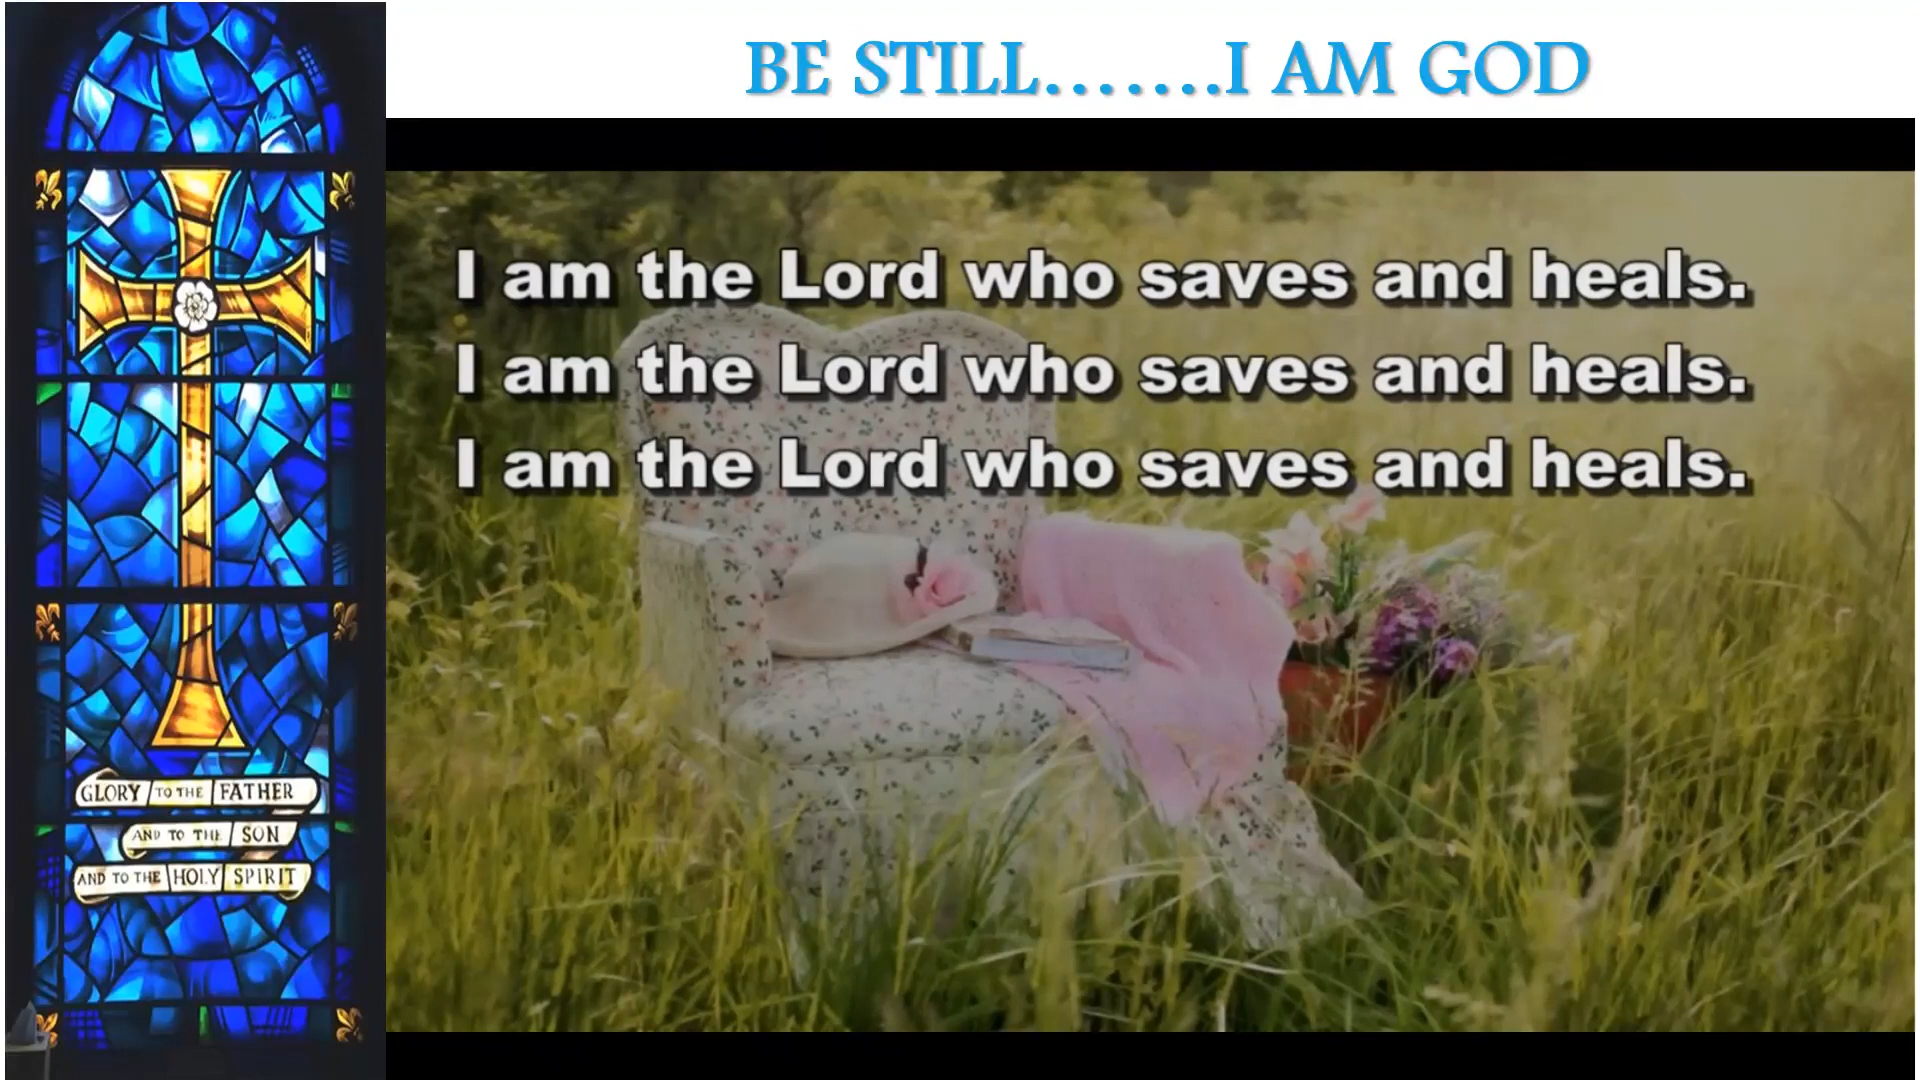 BE STILL.......I AM GOD
I am the Lord who saves and heals.
I am the Lord who saves and heals.
I am the Lord who saves and heals.
GLORY TO THE FATHER
AND TO THE SON
AND TO THE HOLY SPIRIT